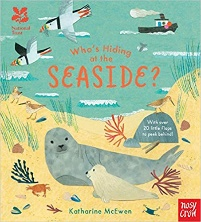 National
Trust
Who's Hiding
at the
SEASIDE?
With over
20 little flaps
to peek behind!
Katharine McEwen
nosy
crow